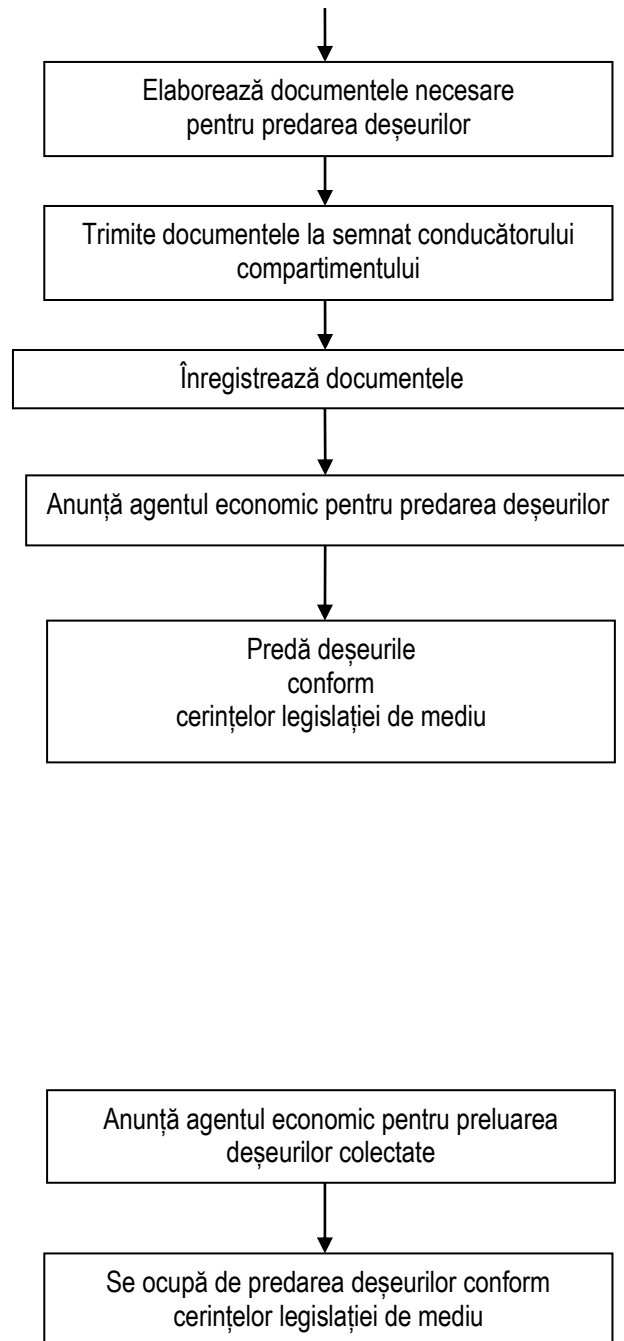 Elaborează documentele necesare
pentru predarea deșeurilor
Trimite documentele la semnat conducătorului
compartimentului
Înregistrează documentele
Anunță agentul economic pentru predarea deșeurilor
Predă deșeurile
conform
cerințelor legislației de mediu
Anunță agentul economic pentru preluarea
deșeurilor colectate
Se ocupă de predarea deșeurilor conform
cerințelor legislației de mediu